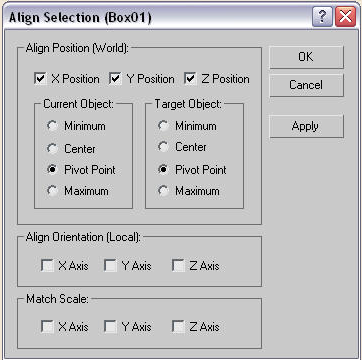 Align Selection (Box01)
Align Position (World):
OK
X Position Y Position Z Position
Cancel
Current Object: Target Object:
Minimum Minimum
Apply
Center Center
Pivot Point Pivot Point
Maximum Maximum
Align Orientation (Local):
X Axis Y Axis Z Axis
Match Scale:
X Axis Y Axis Z Axis